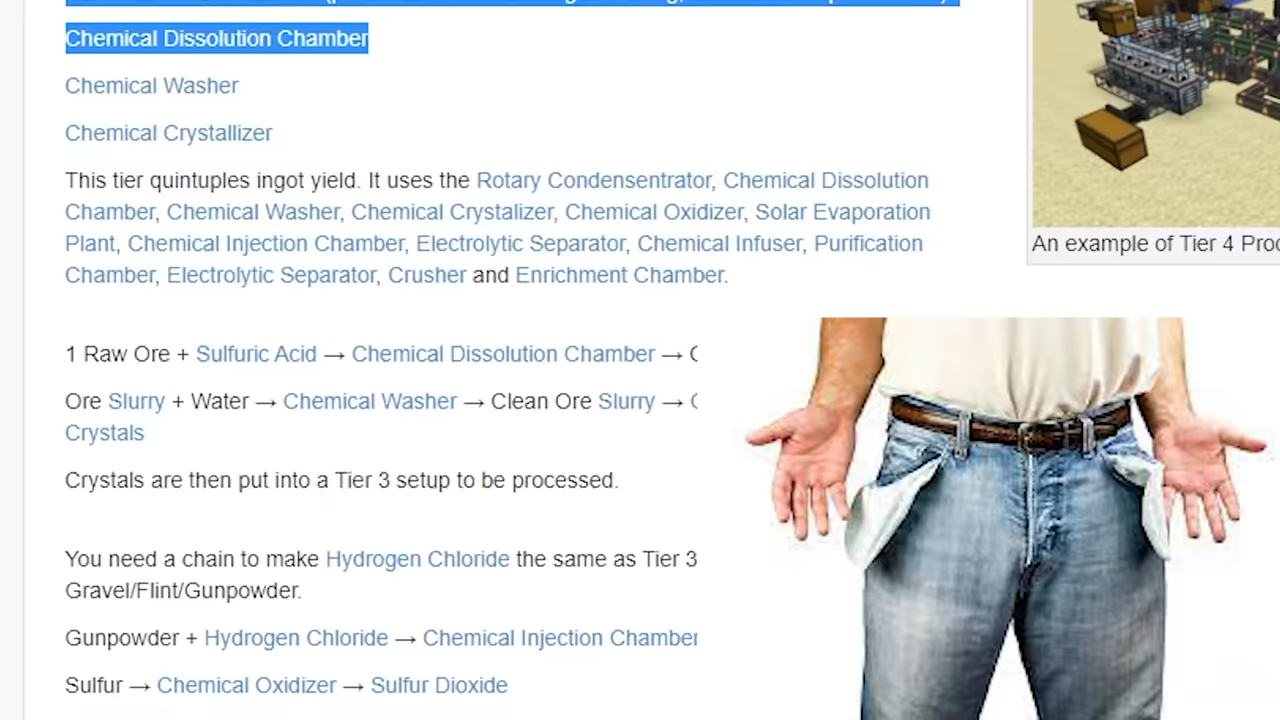 Chemical Dissolution Chamber
Chemical Washer
Chemical Crystallizer
This tier quintuples ingot yield. It uses the Rotary Condensentrator, Chemical Dissolution
Chamber, Chemical Washer, Chemical Crystalizer, Chemical Oxidizer, Solar Evaporation
Plant, Chemical Injection Chamber, Electrolytic Separator, Chemical Infuser, Purification
Chamber, Electrolytic Separator, Crusher and Enrichment Chamber.
An example of Tier 4 Proc
1 Raw Ore + Sulfuric Acid → Chemical Dissolution Chamber →
Ore Slurry + Water → Chemical Washer → Clean Ore Slurry →
Crystals
Crystals are then put into a Tier 3 setup to be processed.
You need a chain to make Hydrogen Chloride the same as Tier 3
Gravel/Flint/Gunpowder.
Gunpowder + Hydrogen Chloride → Chemical Injection Chamber
Sulfur → Chemical Oxidizer → Sulfur Dioxide